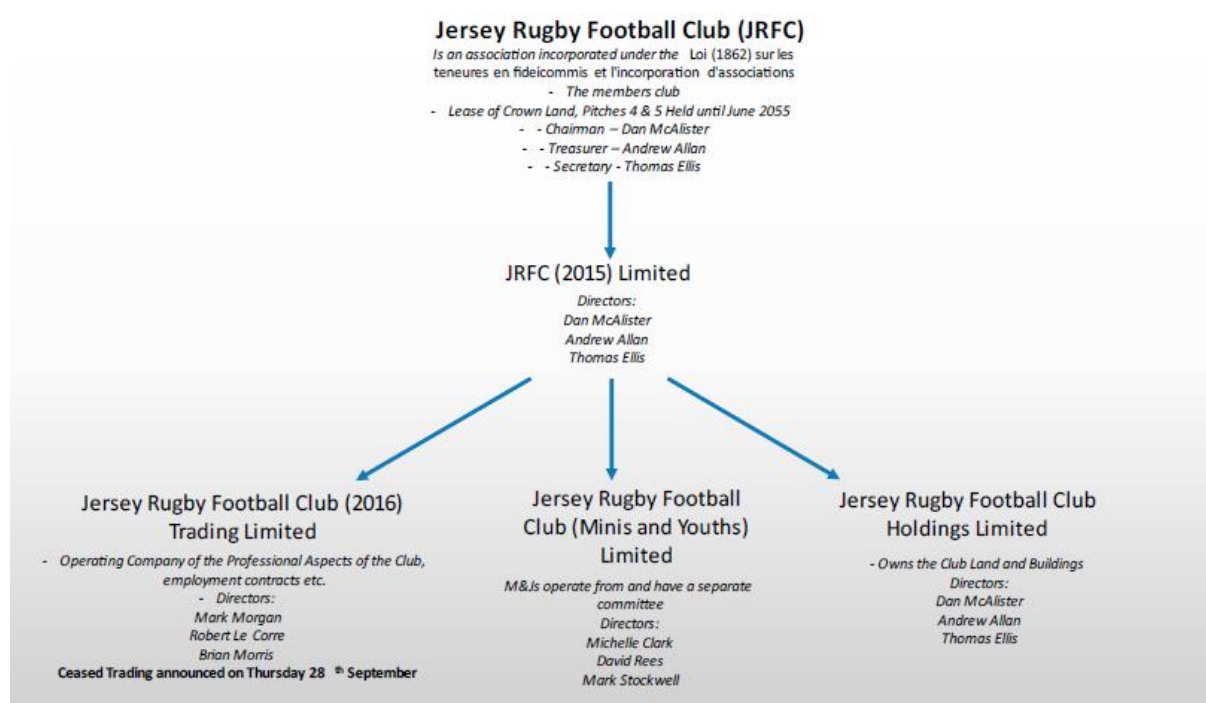 Jersey Rugby Football Club (JRFC)
Is an association incorporated under the Loi (1862) sur les
teneures en fideicommis et l'incorporation d'associations
- The members club
- Lease of Crown Land, Pitches 4 & 5 Held until June 2055
- - Chairman – Dan McAlister
- - Treasurer – Andrew Allan
- - Secretary - Thomas Ellis
JRFC (2015) Limited
Directors:
Dan McAlister
Andrew Allan
Thomas Ellis
Jersey Rugby Football Club (2016)
Trading Limited
- Operating Company of the Professional Aspects of the Club,
employment contracts etc.
- Directors:
Mark Morgan
Robert Le Corre
Brian Morris
Ceased Trading announced on Thursday 28 th September
Jersey Rugby Football
Club (Minis and Youths)
Limited
M&Js operate from and have a separate
committee
Directors:
Michelle Clark
David Rees
Mark Stockwell
Jersey Rugby Football Club
Holdings Limited
- Owns the Club Land and Buildings
Directors:
Dan McAlister
Andrew Allan
Thomas Ellis